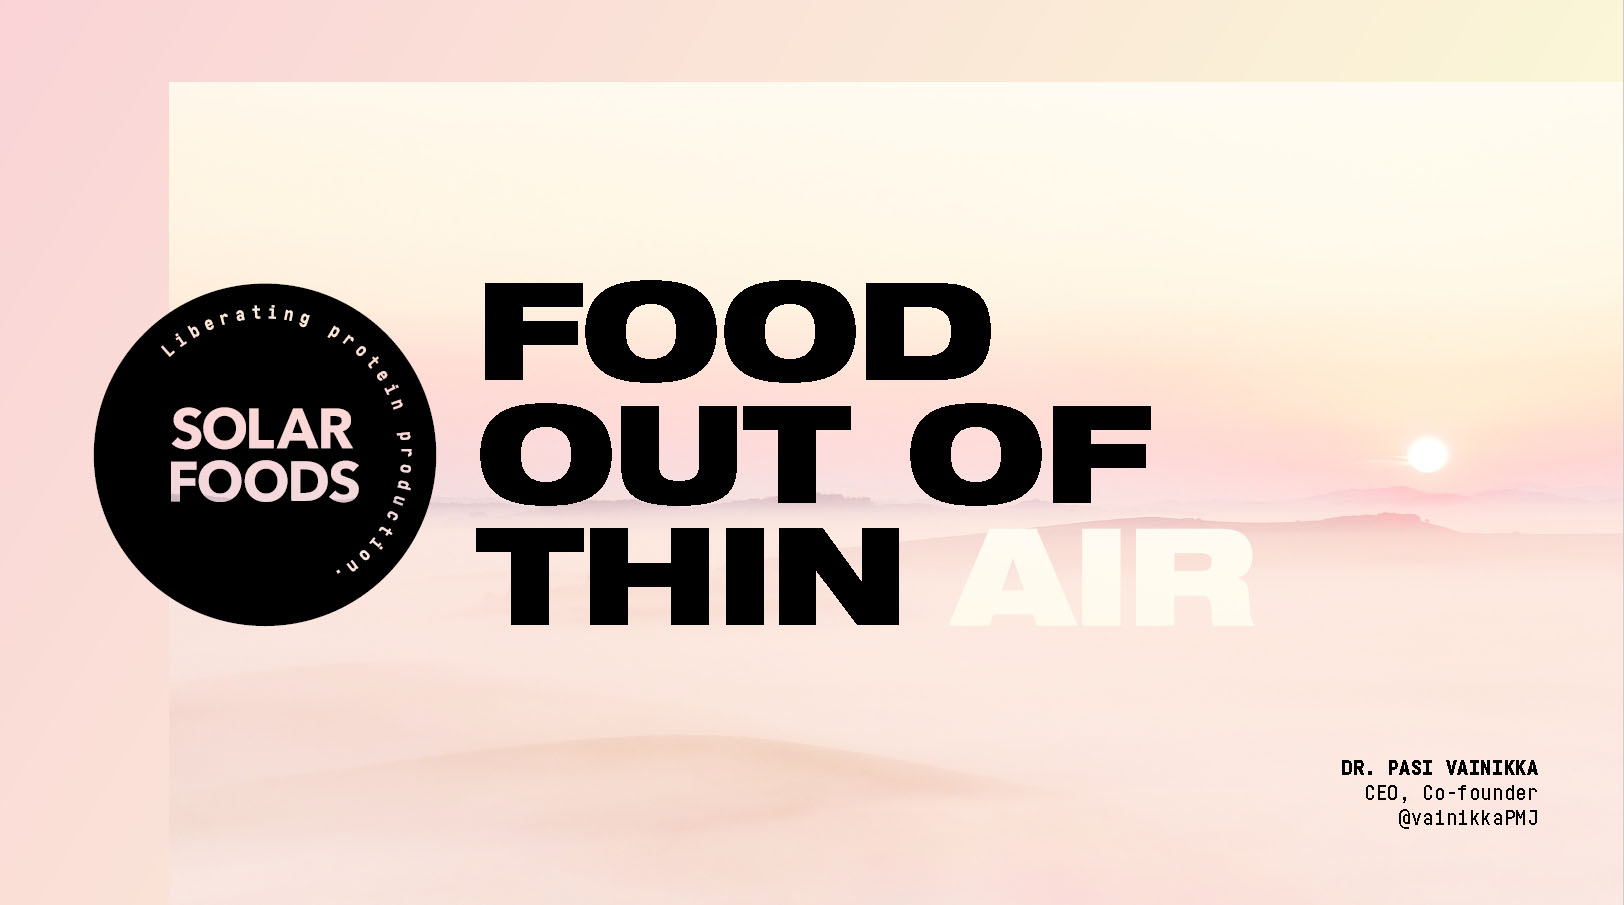 Liberating protein production.
SOLAR
FOODS
FOOD
OUT OF
THIN AIR
DR. PASI VAINIKKA
CEO, Co-founder
@vainikkaPMJ